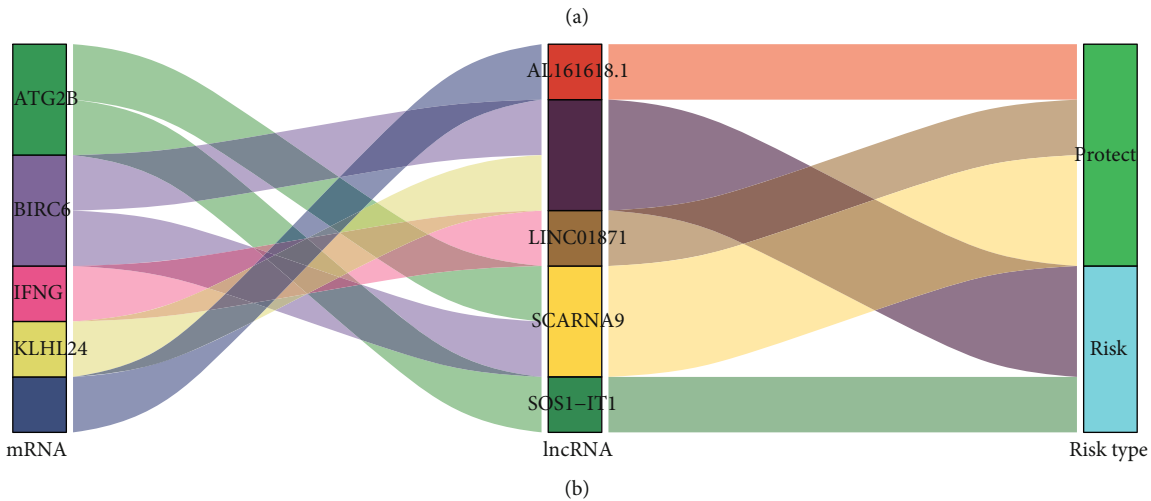 (a)
ATG2B
BIRC6
IFNG
KLHL24
mRNA
AL161618.1
LINC01871
SCARNA9
SOS1–IT1
lncRNA
Protect
Risk
Risk type
(b)